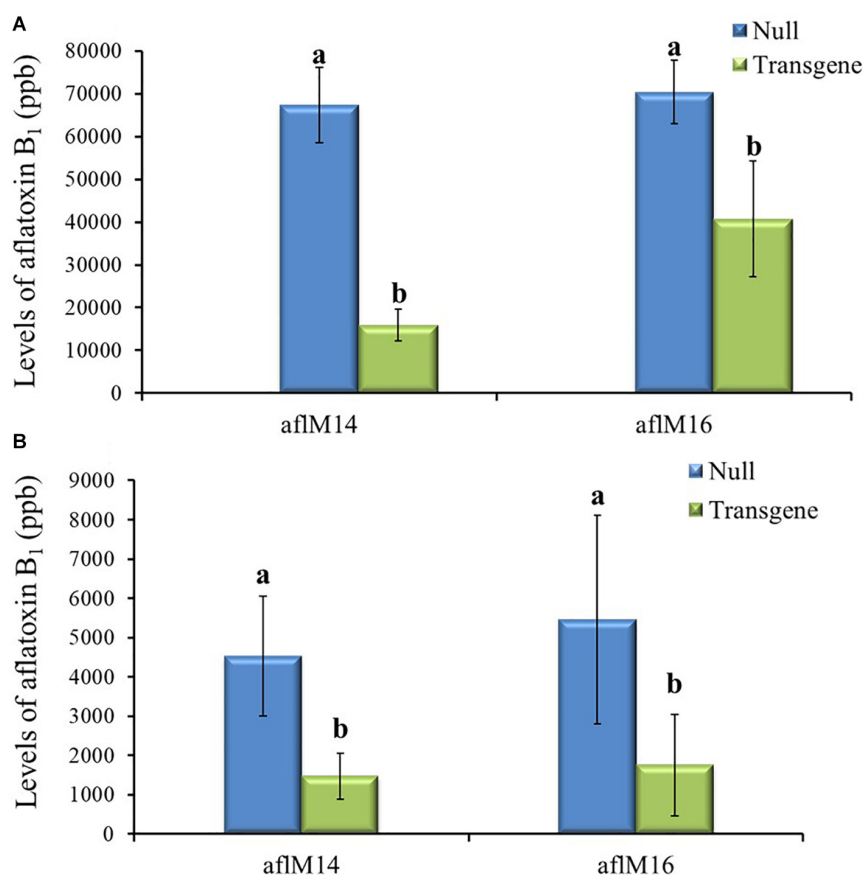 A
Null
Transgene
Levels of aflatoxin B1 (ppb)
80000
70000
60000
50000
40000
30000
20000
10000
0
a
b
a
b
aflM14
aflM16
B
Null
Transgene
Levels of aflatoxin B1 (ppb)
9000
8000
7000
6000
5000
4000
3000
2000
1000
0
a
b
a
b
aflM14
aflM16